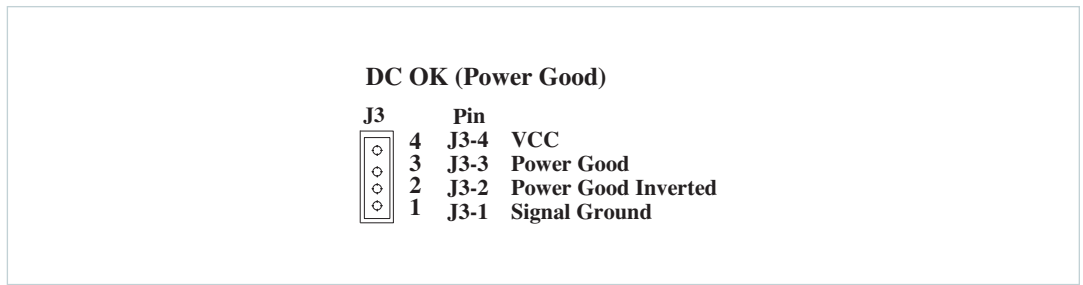 DC OK (Power Good)
J3 Pin
4 J3-4 VCC
3 J3-3 Power Good
2 J3-2 Power Good Inverted
1 J3-1 Signal Ground